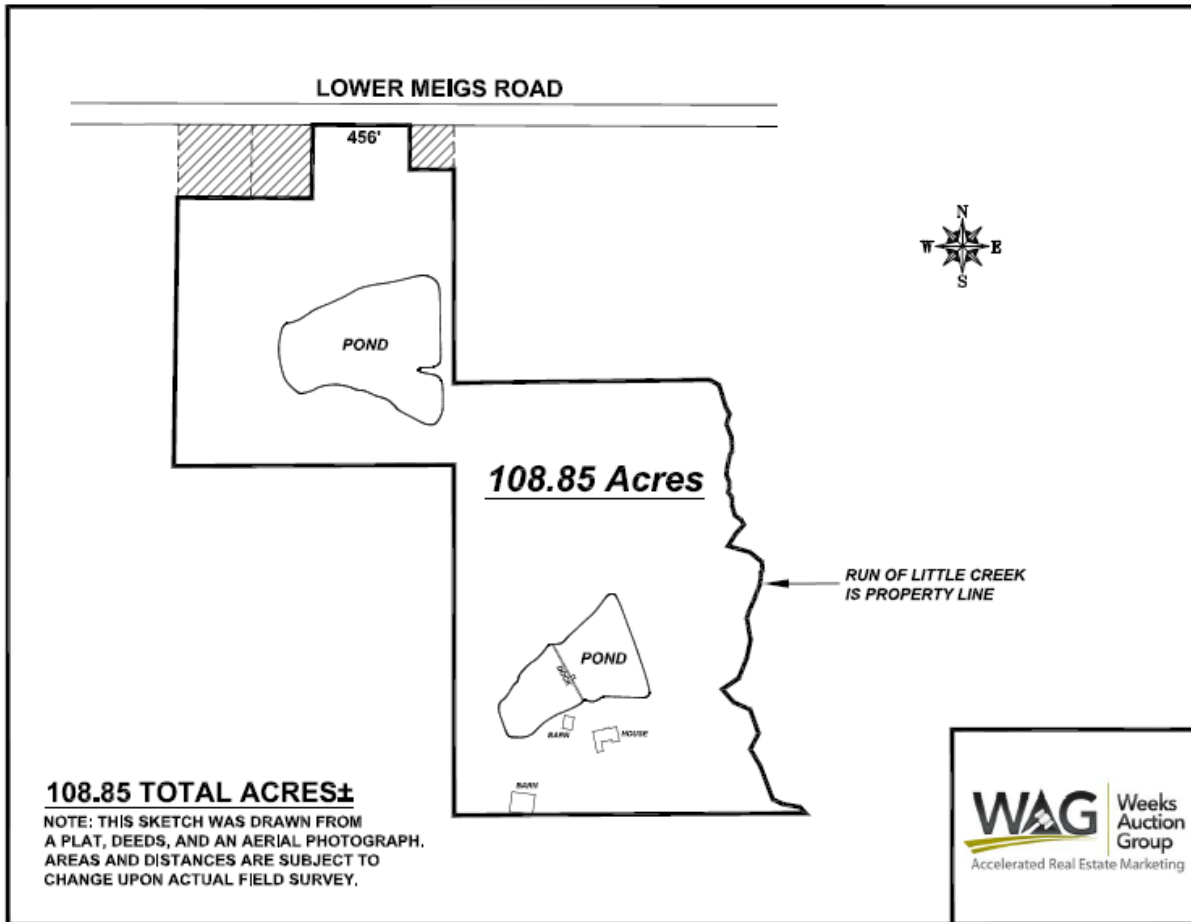 LOWER MEIGS ROAD
456'
N
W E
S
POND
108.85 Acres
RUN OF LITTLE CREEK
IS PROPERTY LINE
POND
DOCK
BARN
HOUSE
BARN
108.85 TOTAL ACRES±
NOTE: THIS SKETCH WAS DRAWN FROM
A PLAT, DEEDS, AND AN AERIAL PHOTOGRAPH.
AREAS AND DISTANCES ARE SUBJECT TO
CHANGE UPON ACTUAL FIELD SURVEY.
WAG
Weeks
Auction
Group
Accelerated Real Estate Marketing